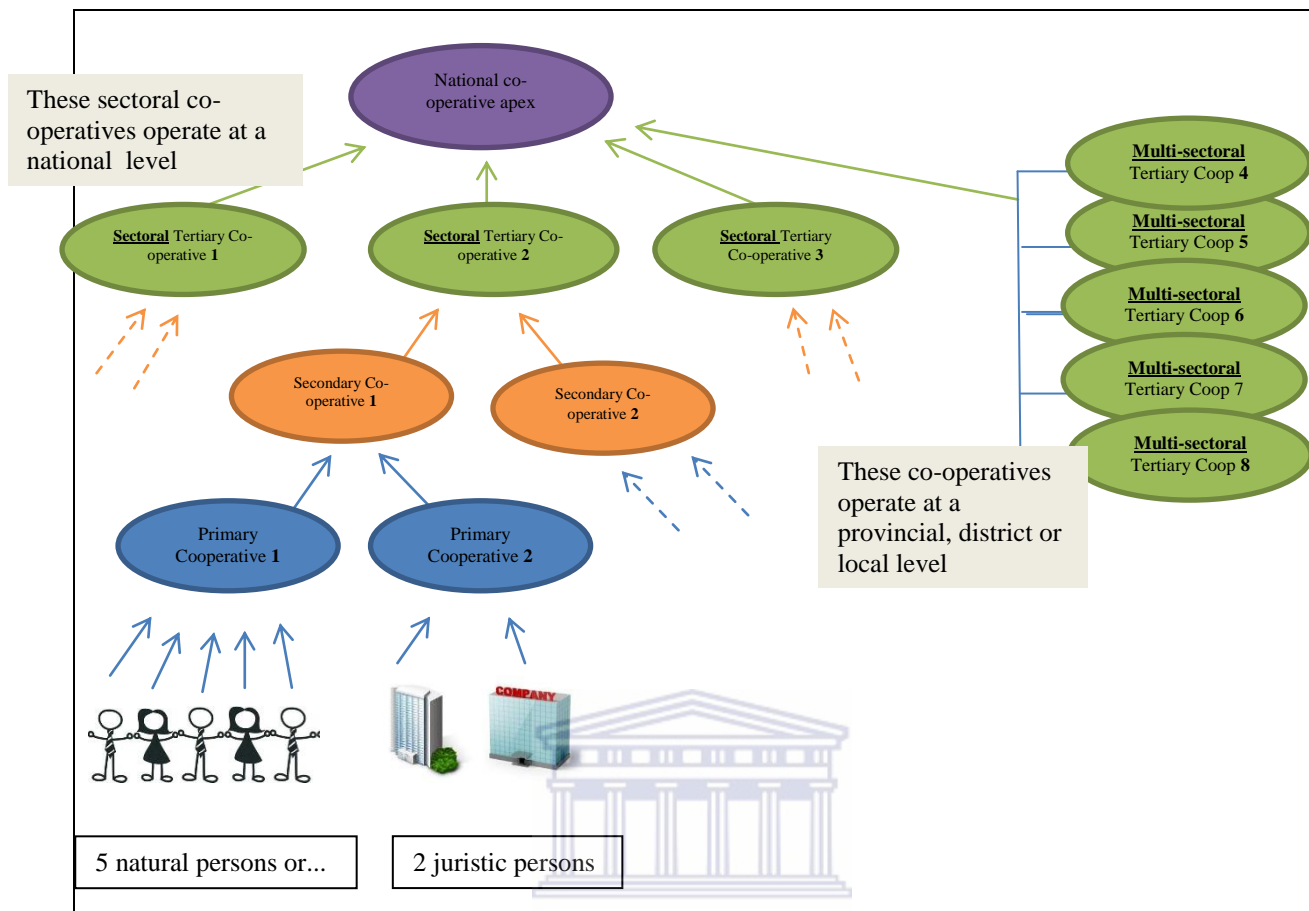 National co-
operative apex
These sectoral co-
operatives operate at a
national level
Multi-sectoral
Tertiary Coop 4
Multi-sectoral
Tertiary Coop 5
Multi-sectoral
Tertiary Coop 6
Multi-sectoral
Tertiary Coop 7
Multi-sectoral
Tertiary Coop 8
Sectoral Tertiary Co-
operative 1
Sectoral Tertiary Co-
operative 2
Sectoral Tertiary
Co-operative 3
Secondary Co-
operative 1
Secondary Co-
operative 2
These co-operatives
operate at a
provincial, district or
local level
Primary
Cooperative 1
Primary
Cooperative 2
COMPANY
5 natural persons or...
2 juristic persons